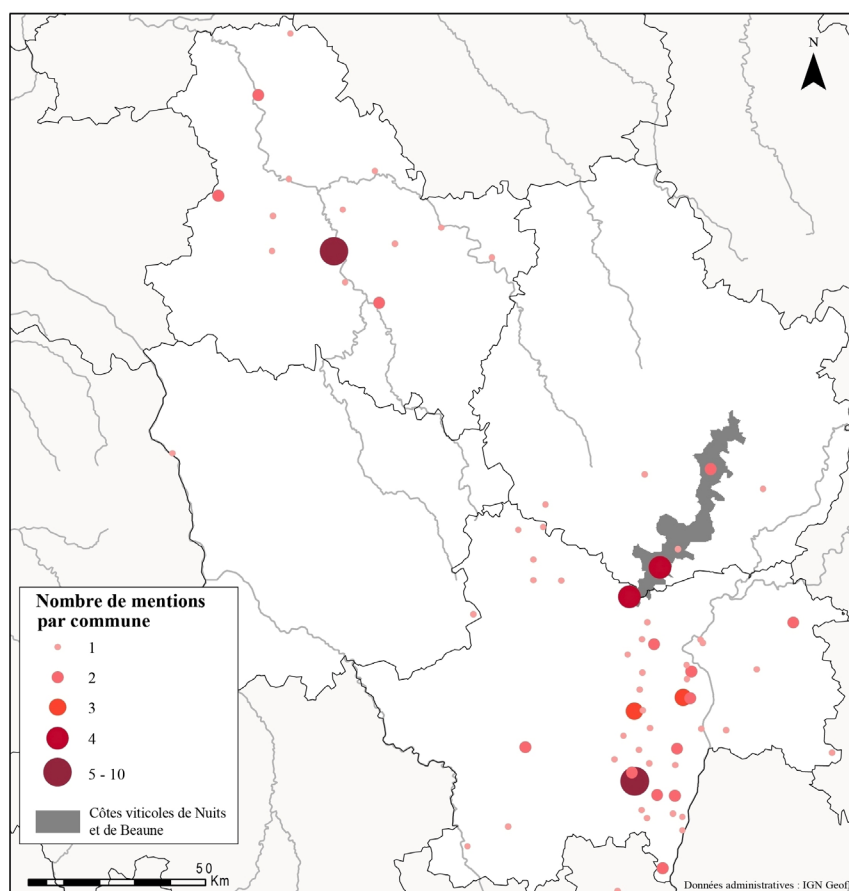 N
Nombre de mentions
par commune
1
2
3
4
5 - 10
Côtes viticoles de Nuits
et de Beaune
50
Km
Données administratives : IGN Geof